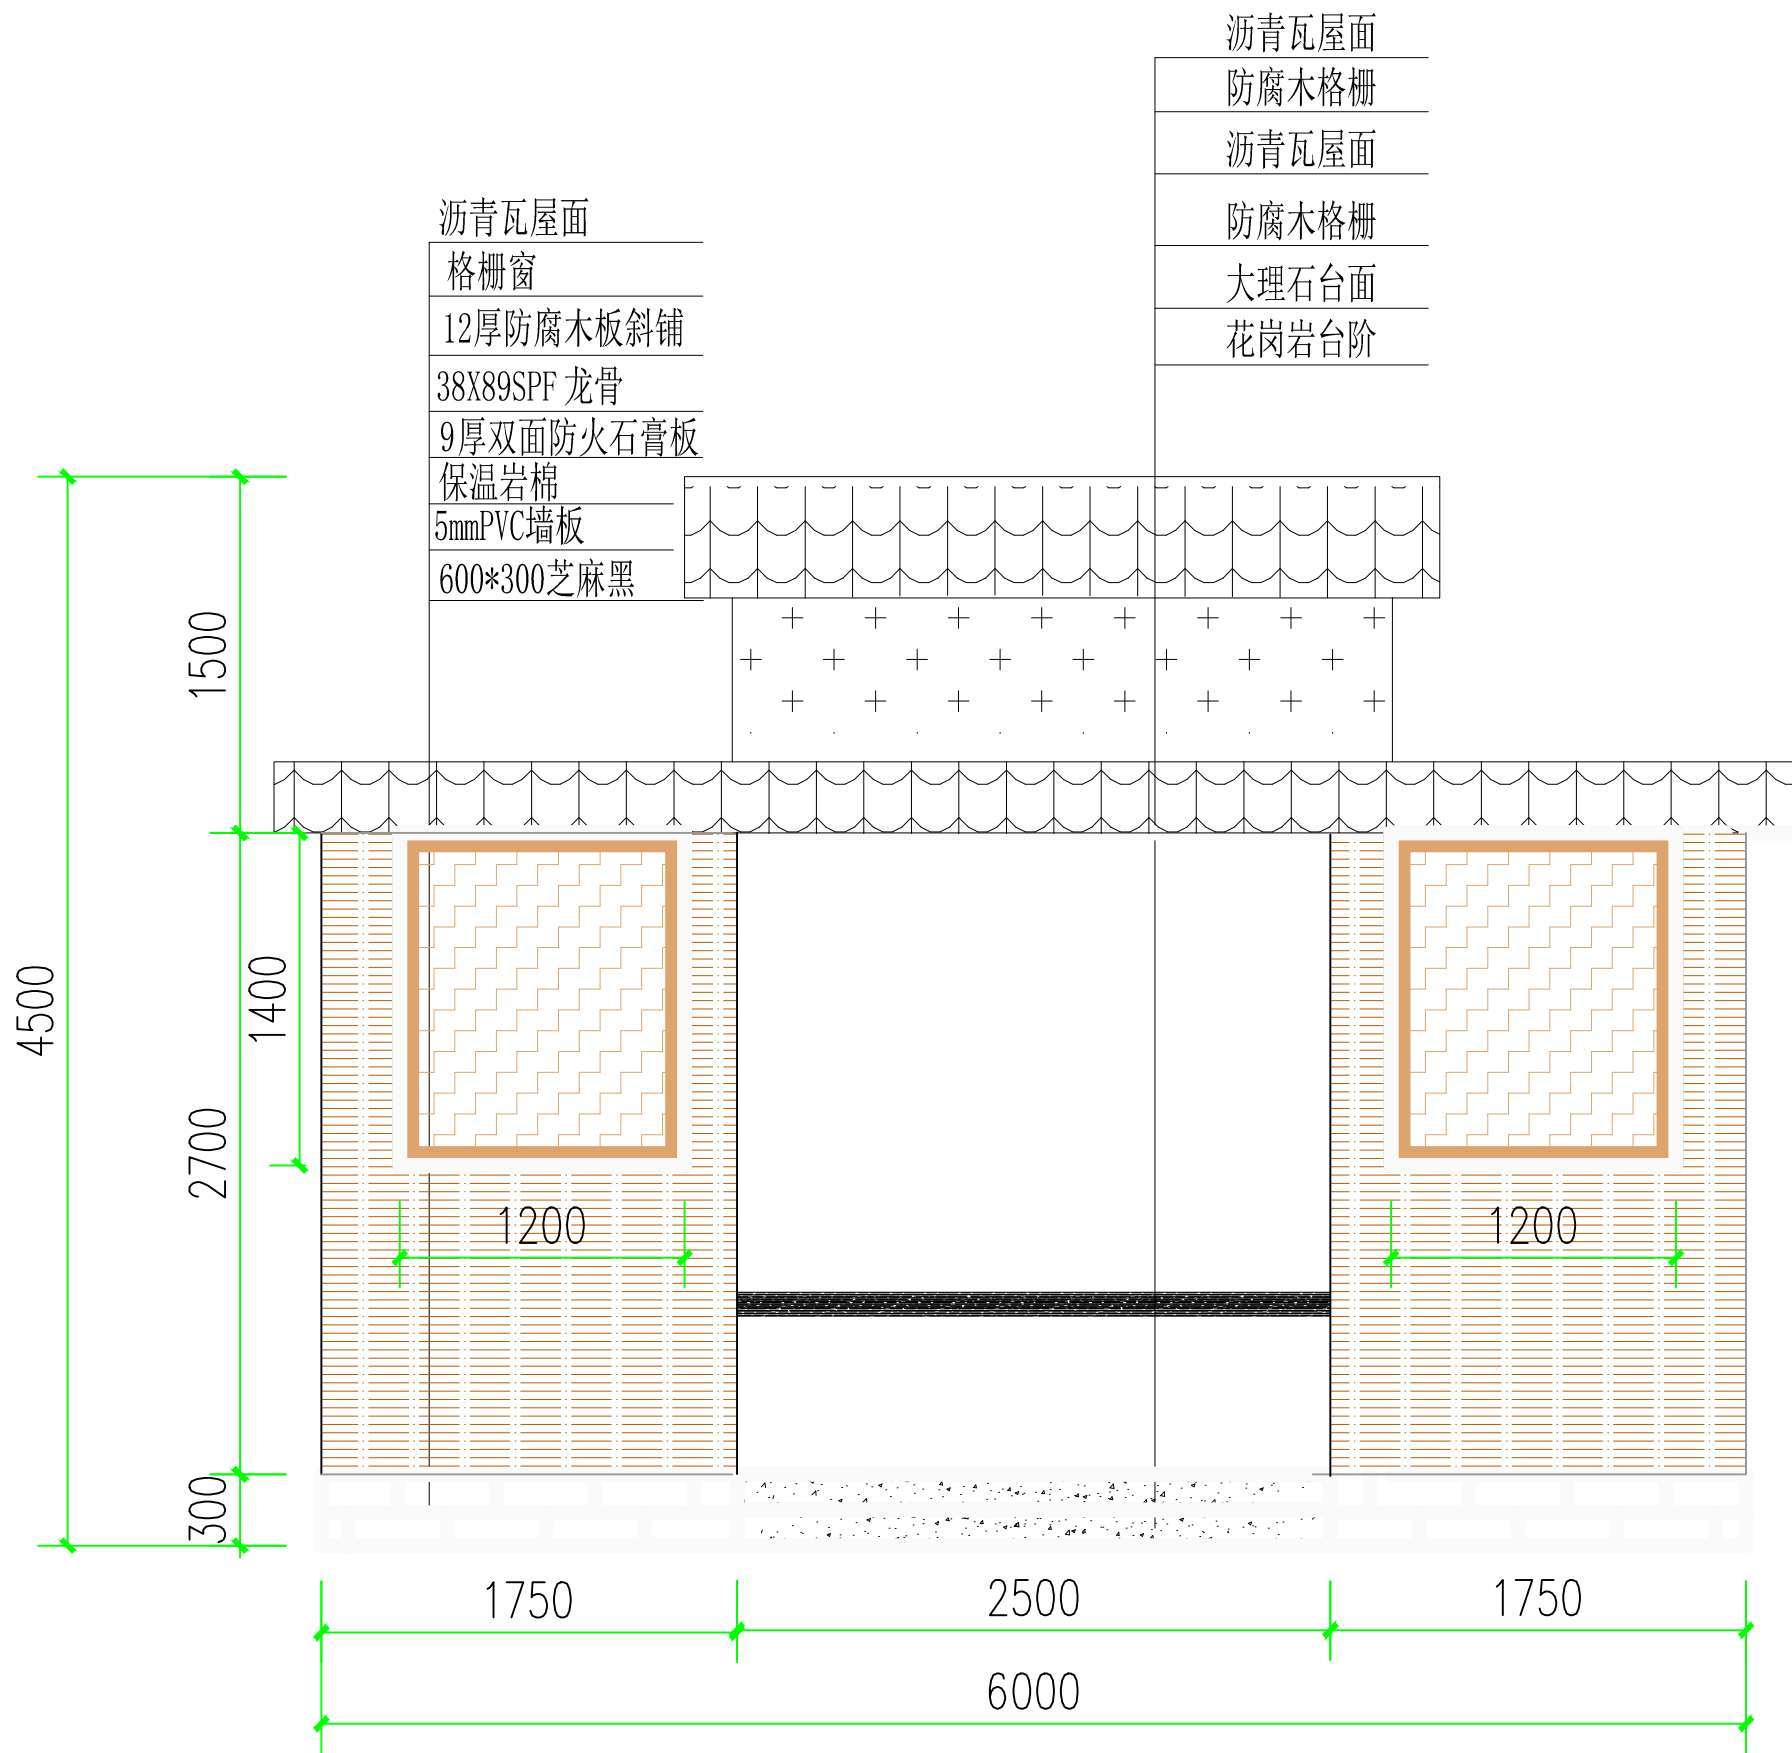 沥青瓦屋面
防腐木格栅
沥青瓦屋面
防腐木格栅
大理石台面
花岗岩台阶
沥青瓦屋面
格栅窗
12厚防腐木板斜铺
38X89SPF 龙骨
9厚双面防火石膏板
保温岩棉
5mmPVC墙板
600*300芝麻黑
1500
4500
1400
2700
300
1200
1200
1750
2500
1750
6000